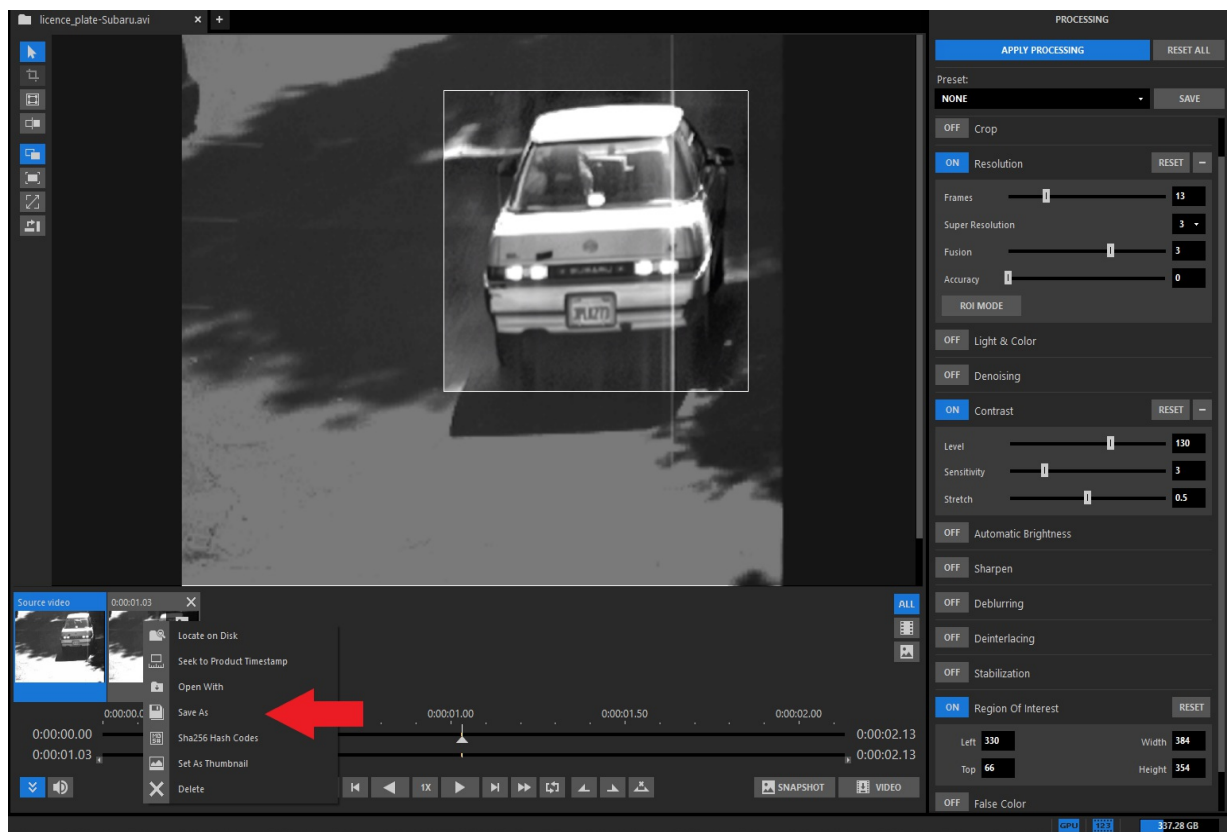 licence_plate-Subaru.avi × +
PROCESSING
APPLY PROCESSING RESET ALL
Preset:
NONE SAVE
OFF Crop
ON Resolution RESET −
Frames 13
Super Resolution 3
Fusion 3
Accuracy 0
ROI MODE
OFF Light & Color
OFF Denoising
ON Contrast RESET −
Level 130
Sensitivity 3
Stretch 0.5
OFF Automatic Brightness
OFF Sharpen
OFF Deblurring
OFF Deinterlacing
OFF Stabilization
ON Region Of Interest RESET
Left 330 Width 384
Top 66 Height 354
OFF False Color
SUBARU
Source video 0:00:01.03
ALL
Locate on Disk
Seek to Product Timestamp
Open With
Save As
Sha256 Hash Codes
Set As Thumbnail
Delete
0:00:00.0 0:00:01.00 0:00:01.50 0:00:02.00
0:00:00.00 0:00:02.13
0:00:01.03 0:00:02.13
1X SNAPSHOT VIDEO
GPU 123 337.28 GB